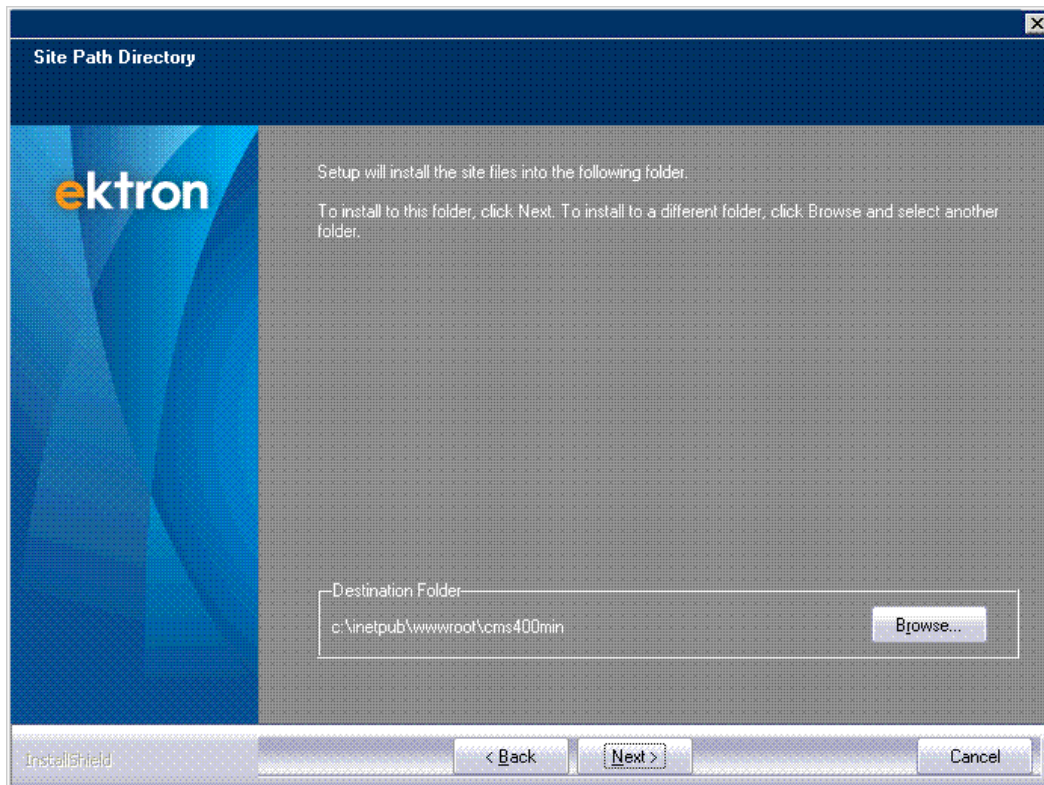 Site Path Directory
ektron
Setup will install the site files into the following folder.
To install to this folder, click Next. To install to a different folder, click Browse and select another
folder.
Destination Folder
c:\inetpub\wwwroot\cms400min
Browse...
InstallShield
< Back
Next >
Cancel